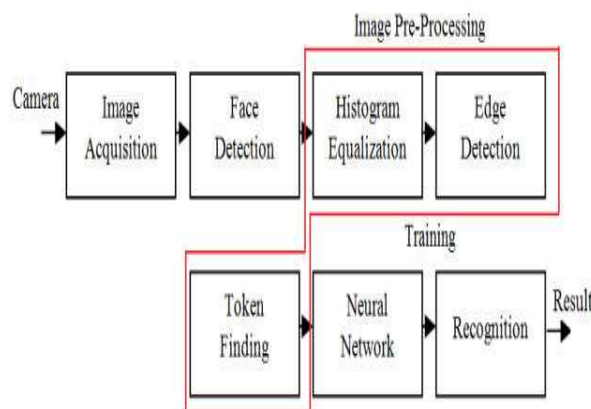 Image Pre-Processing
Camera
Image
Acquisition
Face
Detection
Histogram
Equalization
Edge
Detection
Training
Token
Finding
Neural
Network
Recognition
Result